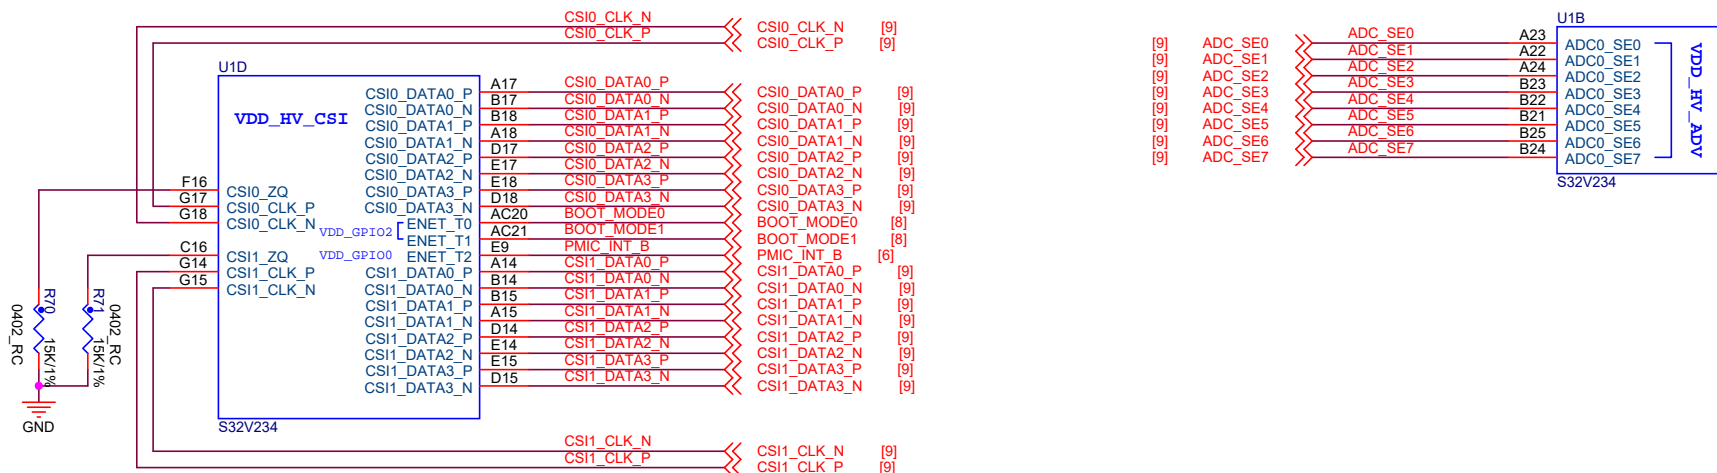 CSI0_CLK_N CSI0_CLK_N [9]
CSI0_CLK_P CSI0_CLK_P [9]
U1D
VDD_HV_CSI
CSI0_DATA0_P A17 CSI0_DATA0_P CSI0_DATA0_P [9]
CSI0_DATA0_N B17 CSI0_DATA0_N CSI0_DATA0_N [9]
CSI0_DATA1_P B18 CSI0_DATA1_P CSI0_DATA1_P [9]
CSI0_DATA1_N A18 CSI0_DATA1_N CSI0_DATA1_N [9]
CSI0_DATA2_P D17 CSI0_DATA2_P CSI0_DATA2_P [9]
CSI0_DATA2_N E17 CSI0_DATA2_N CSI0_DATA2_N [9]
CSI0_DATA3_P E18 CSI0_DATA3_P CSI0_DATA3_P [9]
CSI0_DATA3_N D18 CSI0_DATA3_N CSI0_DATA3_N [9]
VDD_GPIO2 ENET_T0 AC20 BOOT_MODE0 BOOT_MODE0 [8]
ENET_T1 AC21 BOOT_MODE1 BOOT_MODE1 [8]
VDD_GPIO0 ENET_T2 E9 PMIC_INT_B PMIC_INT_B [6]
CSI1_DATA0_P A14 CSI1_DATA0_P CSI1_DATA0_P [9]
CSI1_DATA0_N B14 CSI1_DATA0_N CSI1_DATA0_N [9]
CSI1_DATA1_P B15 CSI1_DATA1_P CSI1_DATA1_P [9]
CSI1_DATA1_N A15 CSI1_DATA1_N CSI1_DATA1_N [9]
CSI1_DATA2_P D14 CSI1_DATA2_P CSI1_DATA2_P [9]
CSI1_DATA2_N E14 CSI1_DATA2_N CSI1_DATA2_N [9]
CSI1_DATA3_P E15 CSI1_DATA3_P CSI1_DATA3_P [9]
CSI1_DATA3_N D15 CSI1_DATA3_N CSI1_DATA3_N [9]
F16 CSI0_ZQ
G17 CSI0_CLK_P
G18 CSI0_CLK_N
C16 CSI1_ZQ
G14 CSI1_CLK_P
G15 CSI1_CLK_N
R70
15K/1%
0402_RC
R71
15K/1%
0402_RC
GND
S32V234
CSI1_CLK_N CSI1_CLK_N [9]
CSI1_CLK_P CSI1_CLK_P [9]
U1B
[9] ADC_SE0 ADC_SE0 A23 ADC0_SE0
[9] ADC_SE1 ADC_SE1 A22 ADC0_SE1
[9] ADC_SE2 ADC_SE2 A24 ADC0_SE2
[9] ADC_SE3 ADC_SE3 B23 ADC0_SE3
[9] ADC_SE4 ADC_SE4 B22 ADC0_SE4
[9] ADC_SE5 ADC_SE5 B21 ADC0_SE5
[9] ADC_SE6 ADC_SE6 B25 ADC0_SE6
[9] ADC_SE7 ADC_SE7 B24 ADC0_SE7
VDD_HV_ADV
S32V234